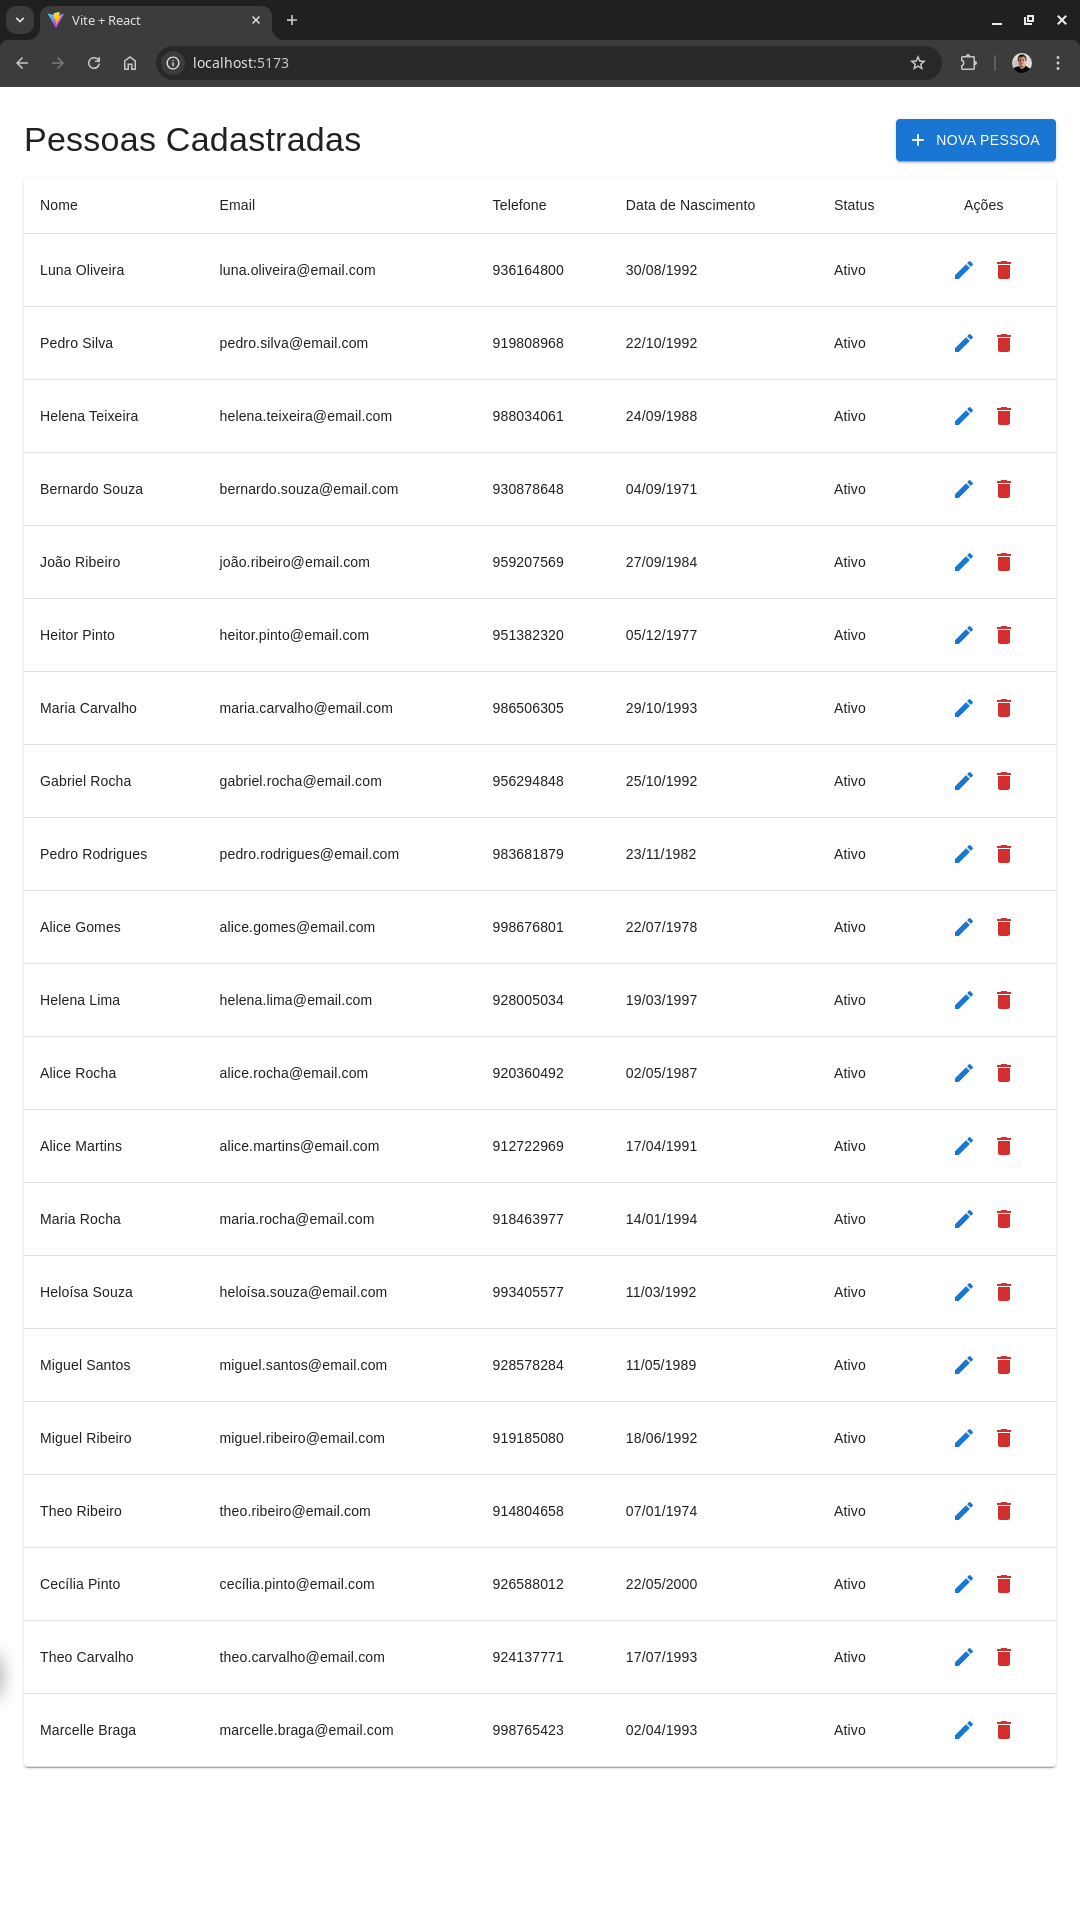 Vite + React
localhost:5173
Pessoas Cadastradas
NOVA PESSOA
Nome Email Telefone Data de Nascimento Status Ações
Luna Oliveira luna.oliveira@email.com 936164800 30/08/1992 Ativo
Pedro Silva pedro.silva@email.com 919808968 22/10/1992 Ativo
Helena Teixeira helena.teixeira@email.com 988034061 24/09/1988 Ativo
Bernardo Souza bernardo.souza@email.com 930878648 04/09/1971 Ativo
João Ribeiro joão.ribeiro@email.com 959207569 27/09/1984 Ativo
Heitor Pinto heitor.pinto@email.com 951382320 05/12/1977 Ativo
Maria Carvalho maria.carvalho@email.com 986506305 29/10/1993 Ativo
Gabriel Rocha gabriel.rocha@email.com 956294848 25/10/1992 Ativo
Pedro Rodrigues pedro.rodrigues@email.com 983681879 23/11/1982 Ativo
Alice Gomes alice.gomes@email.com 998676801 22/07/1978 Ativo
Helena Lima helena.lima@email.com 928005034 19/03/1997 Ativo
Alice Rocha alice.rocha@email.com 920360492 02/05/1987 Ativo
Alice Martins alice.martins@email.com 912722969 17/04/1991 Ativo
Maria Rocha maria.rocha@email.com 918463977 14/01/1994 Ativo
Heloísa Souza heloísa.souza@email.com 993405577 11/03/1992 Ativo
Miguel Santos miguel.santos@email.com 928578284 11/05/1989 Ativo
Miguel Ribeiro miguel.ribeiro@email.com 919185080 18/06/1992 Ativo
Theo Ribeiro theo.ribeiro@email.com 914804658 07/01/1974 Ativo
Cecília Pinto cecília.pinto@email.com 926588012 22/05/2000 Ativo
Theo Carvalho theo.carvalho@email.com 924137771 17/07/1993 Ativo
Marcelle Braga marcelle.braga@email.com 998765423 02/04/1993 Ativo